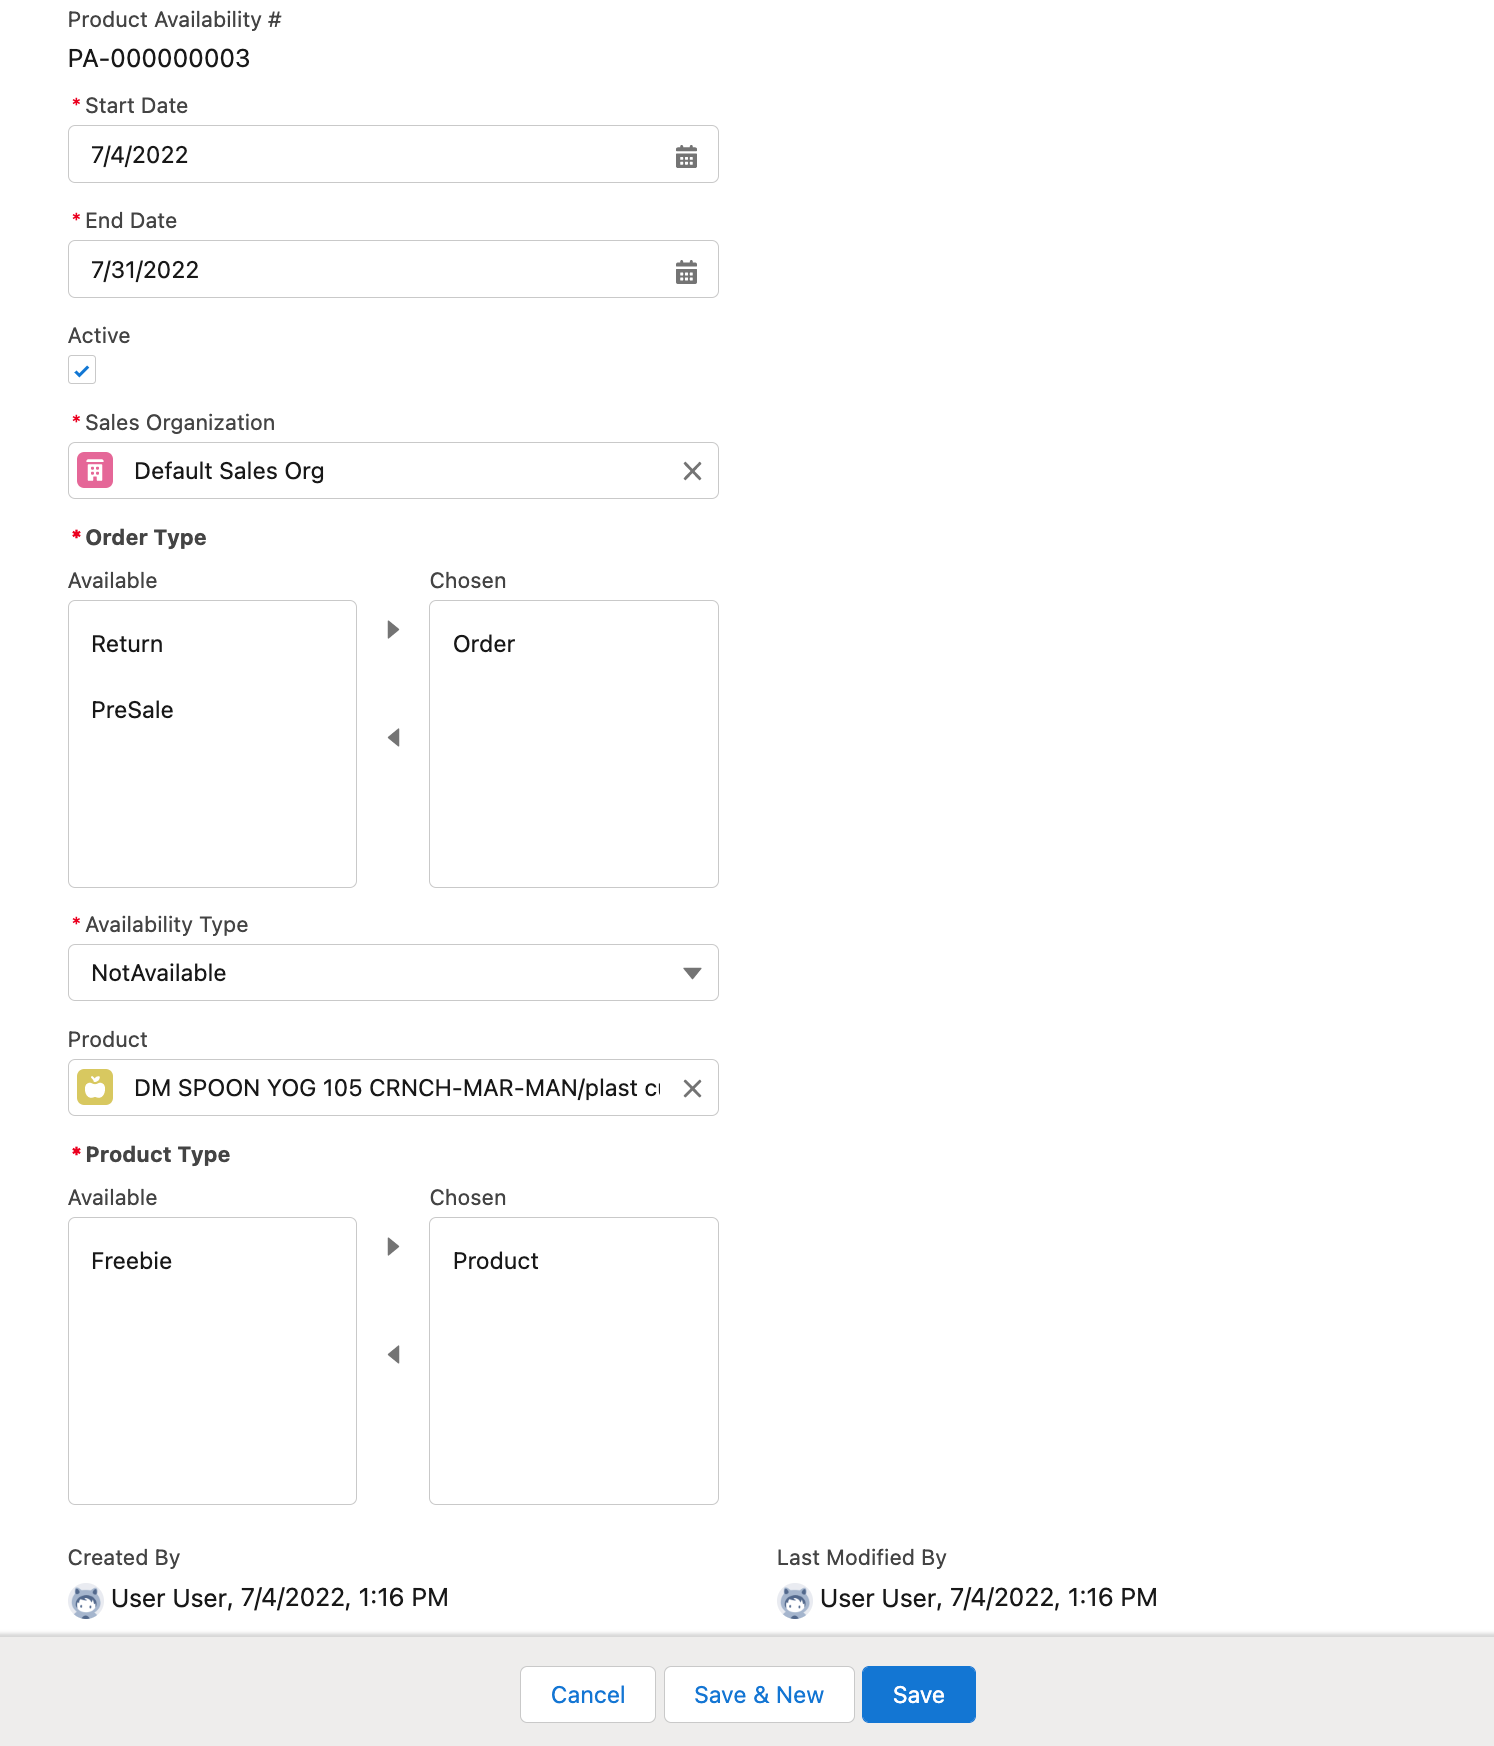 Product Availability #
PA-000000003
* Start Date
7/4/2022
* End Date
7/31/2022
Active
* Sales Organization
Default Sales Org
* Order Type
Available Chosen
Return Order
PreSale
* Availability Type
NotAvailable
Product
DM SPOON YOG 105 CRNCH-MAR-MAN/plast
* Product Type
Available Chosen
Freebie Product
Created By Last Modified By
User User, 7/4/2022, 1:16 PM User User, 7/4/2022, 1:16 PM
Cancel Save & New Save